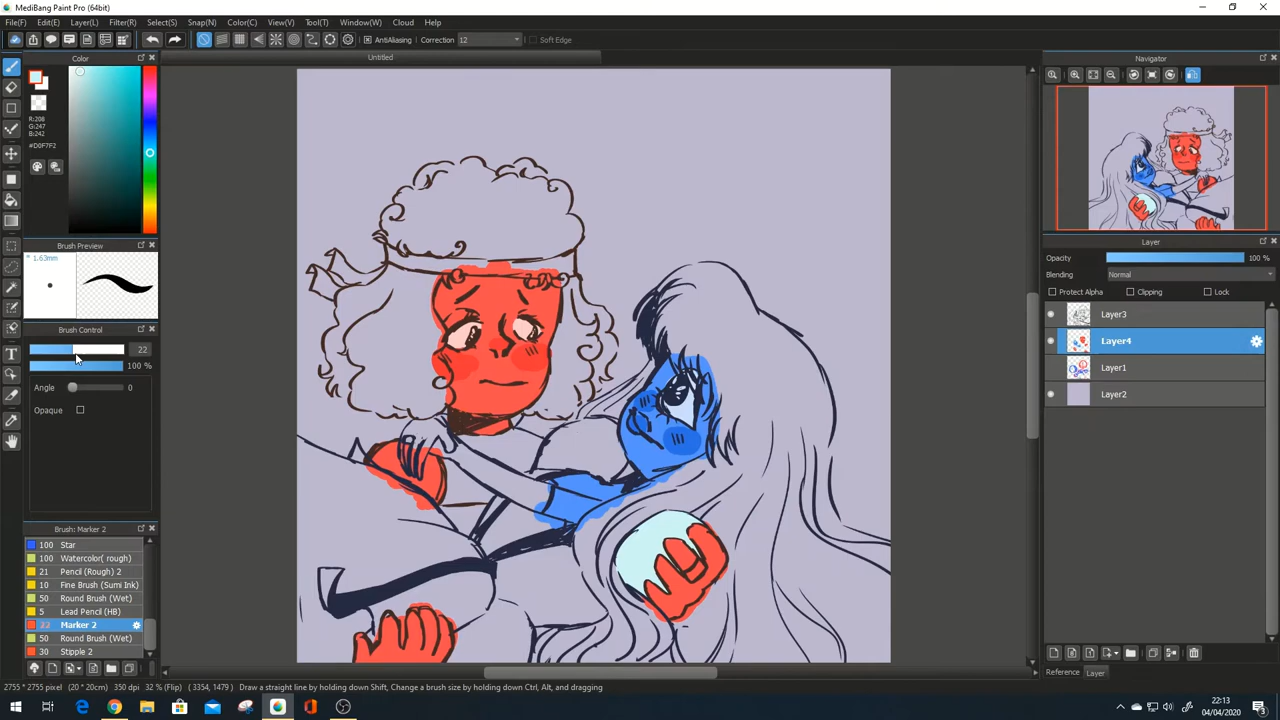 MediBang Paint Pro (64bit)
File(F) Edit(E) Layer(L) Filter(R) Select(S) Snap(N) Color(C) View(V) Tool(T) Window(W) Cloud Help
AntiAliasing Correction 12 Soft Edge
Color
Untitled
Navigator
R:208
G:247
B:242
#D0F7F2
Brush Preview
* 1.63mm
Layer
Opacity 100 %
Blending Normal
Protect Alpha Clipping Lock
Layer3
Layer4
Layer1
Layer2
Brush Control
22
100 %
Angle 0
Opaque
Brush: Marker 2
100 Star
100 Watercolor( rough)
21 Pencil (Rough) 2
10 Fine Brush (Sumi Ink)
50 Round Brush (Wet)
5 Lead Pencil (HB)
22 Marker 2
50 Round Brush (Wet)
30 Stipple 2
Reference Layer
2755 * 2755 pixel (20 * 20cm) 350 dpi 32 % (Flip) ( 3354, 1479 ) Draw a straight line by holding down Shift, Change a brush size by holding down Ctrl, Alt, and dragging
22:13
04/04/2020
3